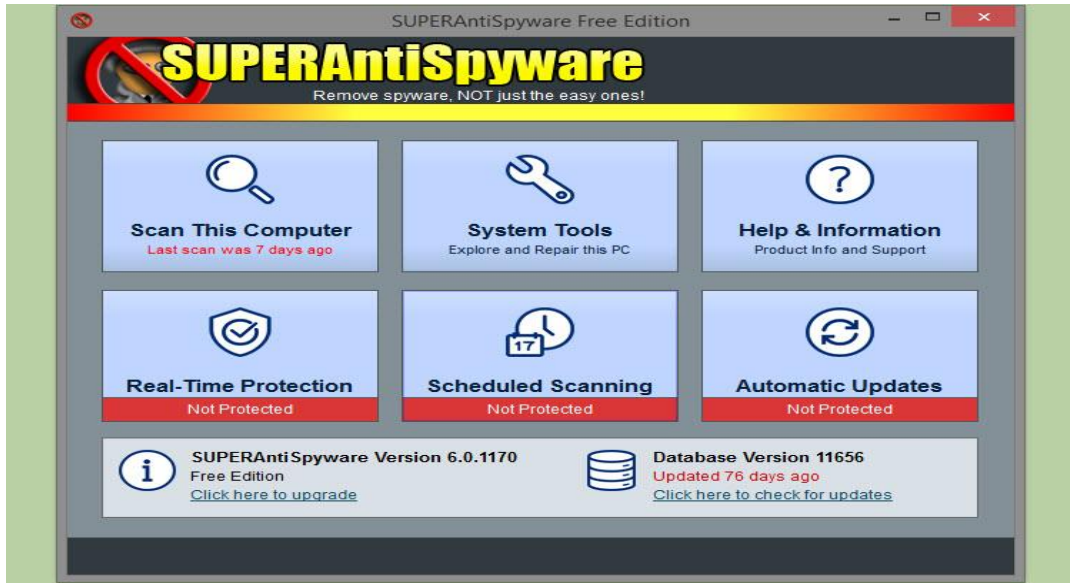 SUPERAntiSpyware Free Edition
SUPERAntiSpyware
Remove spyware, NOT just the easy ones!
Scan This Computer
Last scan was 7 days ago
System Tools
Explore and Repair this PC
?
Help & Information
Product Info and Support
Real-Time Protection
Not Protected
17
Scheduled Scanning
Not Protected
Automatic Updates
Not Protected
i
SUPERAntiSpyware Version 6.0.1170
Free Edition
Click here to upgrade
Database Version 11656
Updated 76 days ago
Click here to check for updates